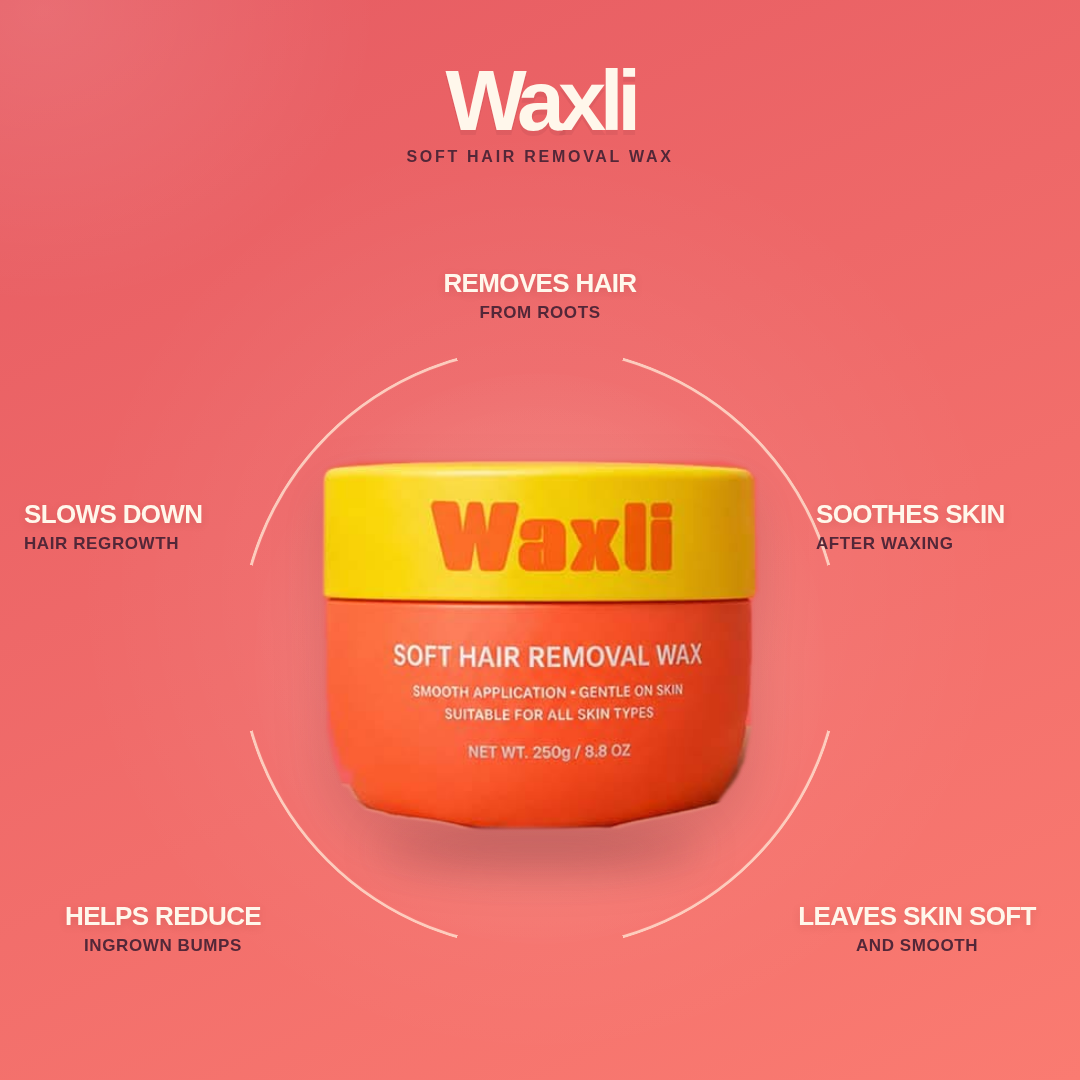 Waxli
SOFT HAIR REMOVAL WAX
REMOVES HAIR
FROM ROOTS
SLOWS DOWN
HAIR REGROWTH
SOOTHES SKIN
AFTER WAXING
Waxli
SOFT HAIR REMOVAL WAX
SMOOTH APPLICATION • GENTLE ON SKIN
SUITABLE FOR ALL SKIN TYPES
NET WT. 250g / 8.8 OZ
HELPS REDUCE
INGROWN BUMPS
LEAVES SKIN SOFT
AND SMOOTH